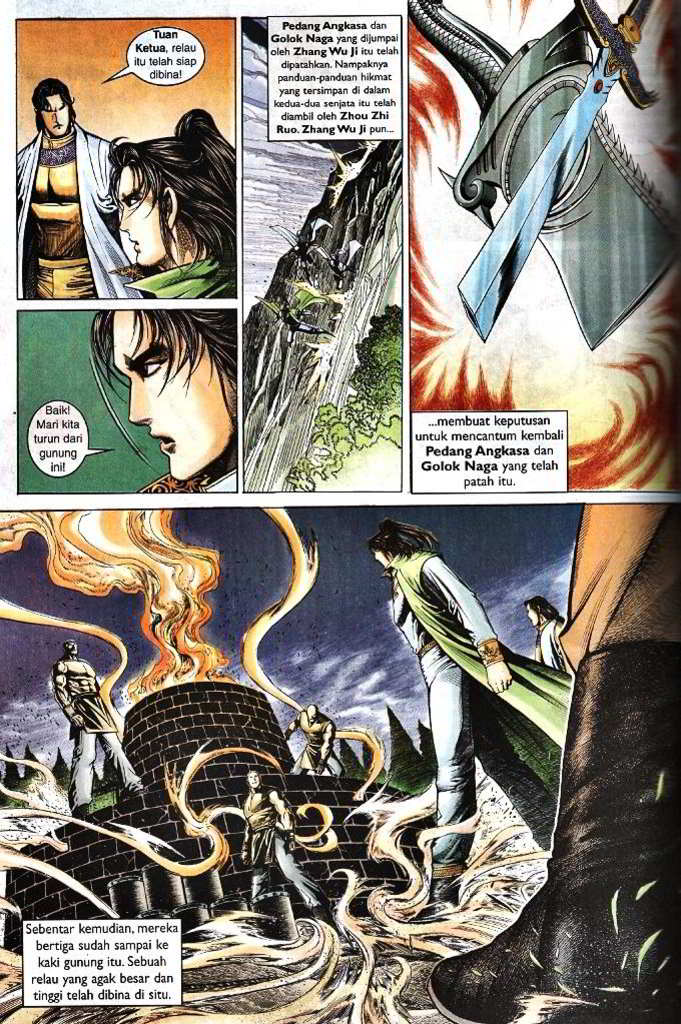 Tuan
Ketua, relau
itu telah siap
dibina!
Pedang Angkasa dan
Golok Naga yang dijumpai
oleh Zhang Wu Ji itu telah
dipatahkan. Nampaknya
panduan-panduan hikmat
yang tersimpan di dalam
kedua-dua senjata itu telah
diambil oleh Zhou Zhi
Ruo. Zhang Wu Ji pun...
Baik!
Mari kita
turun dari
gunung
ini!
...membuat keputusan
untuk mencantum kembali
Pedang Angkasa dan
Golok Naga yang telah
patah itu.
Sebentar kemudian, mereka
bertiga sudah sampai ke
kaki gunung itu. Sebuah
relau yang agak besar dan
tinggi telah dibina di situ.